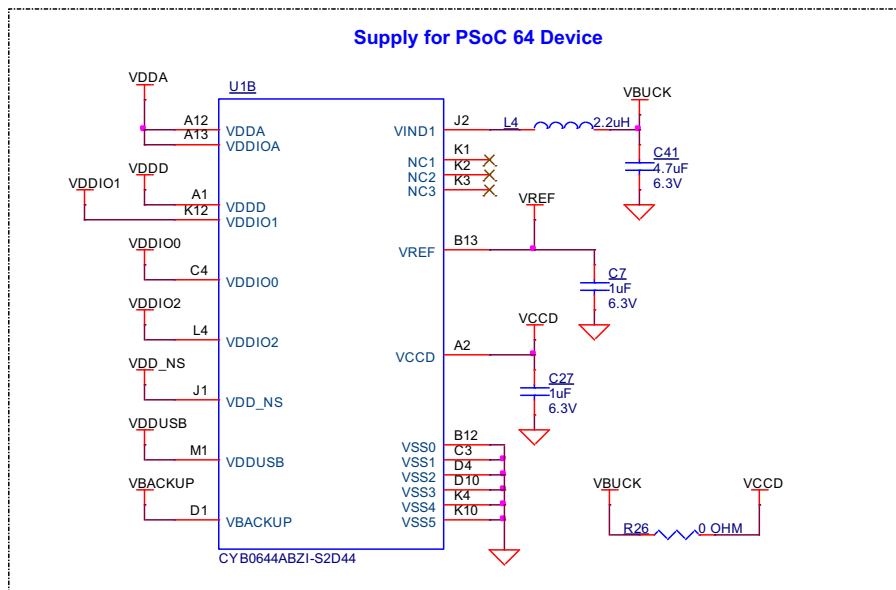 Supply for PSoC 64 Device
U1B
VDDA
A12
VDDA
A13
VDDIOA
VDDD
VDDIO1
A1
VDDD
K12
VDDIO1
VDDIO0
C4
VDDIO0
VDDIO2
L4
VDDIO2
VDD_NS
J1
VDD_NS
VDDUSB
M1
VDDUSB
VBACKUP
D1
VBACKUP
VIND1
J2
L4
2.2uH
VBUCK
C41
4.7uF
6.3V
NC1
K1
NC2
K2
NC3
K3
VREF
VREF
B13
C7
1uF
6.3V
VCCD
VCCD
A2
C27
1uF
6.3V
VSS0
B12
VSS1
C3
VSS2
D4
VSS3
D10
VSS4
K4
VSS5
K10
CYB0644ABZI-S2D44
VBUCK
VCCD
R26
0 OHM